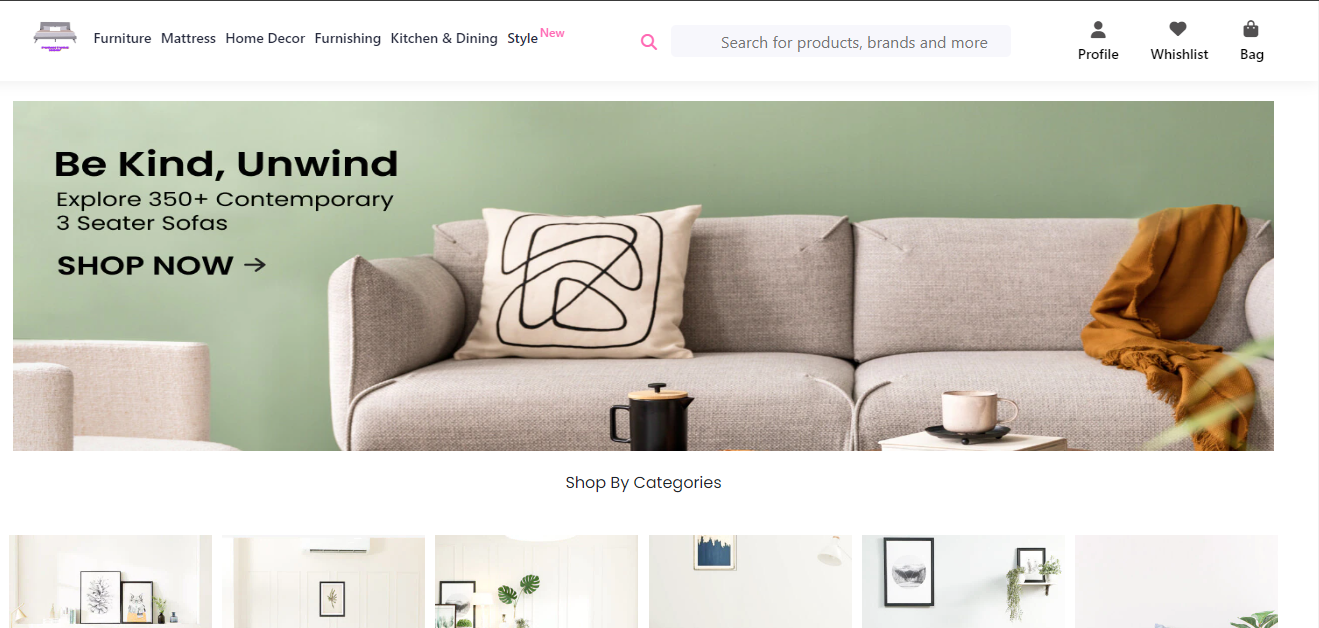 Furniture Mattress Home Decor Furnishing Kitchen & Dining Style New
Search for products, brands and more
Profile Whishlist Bag
Be Kind, Unwind
Explore 350+ Contemporary
3 Seater Sofas
SHOP NOW →
Shop By Categories